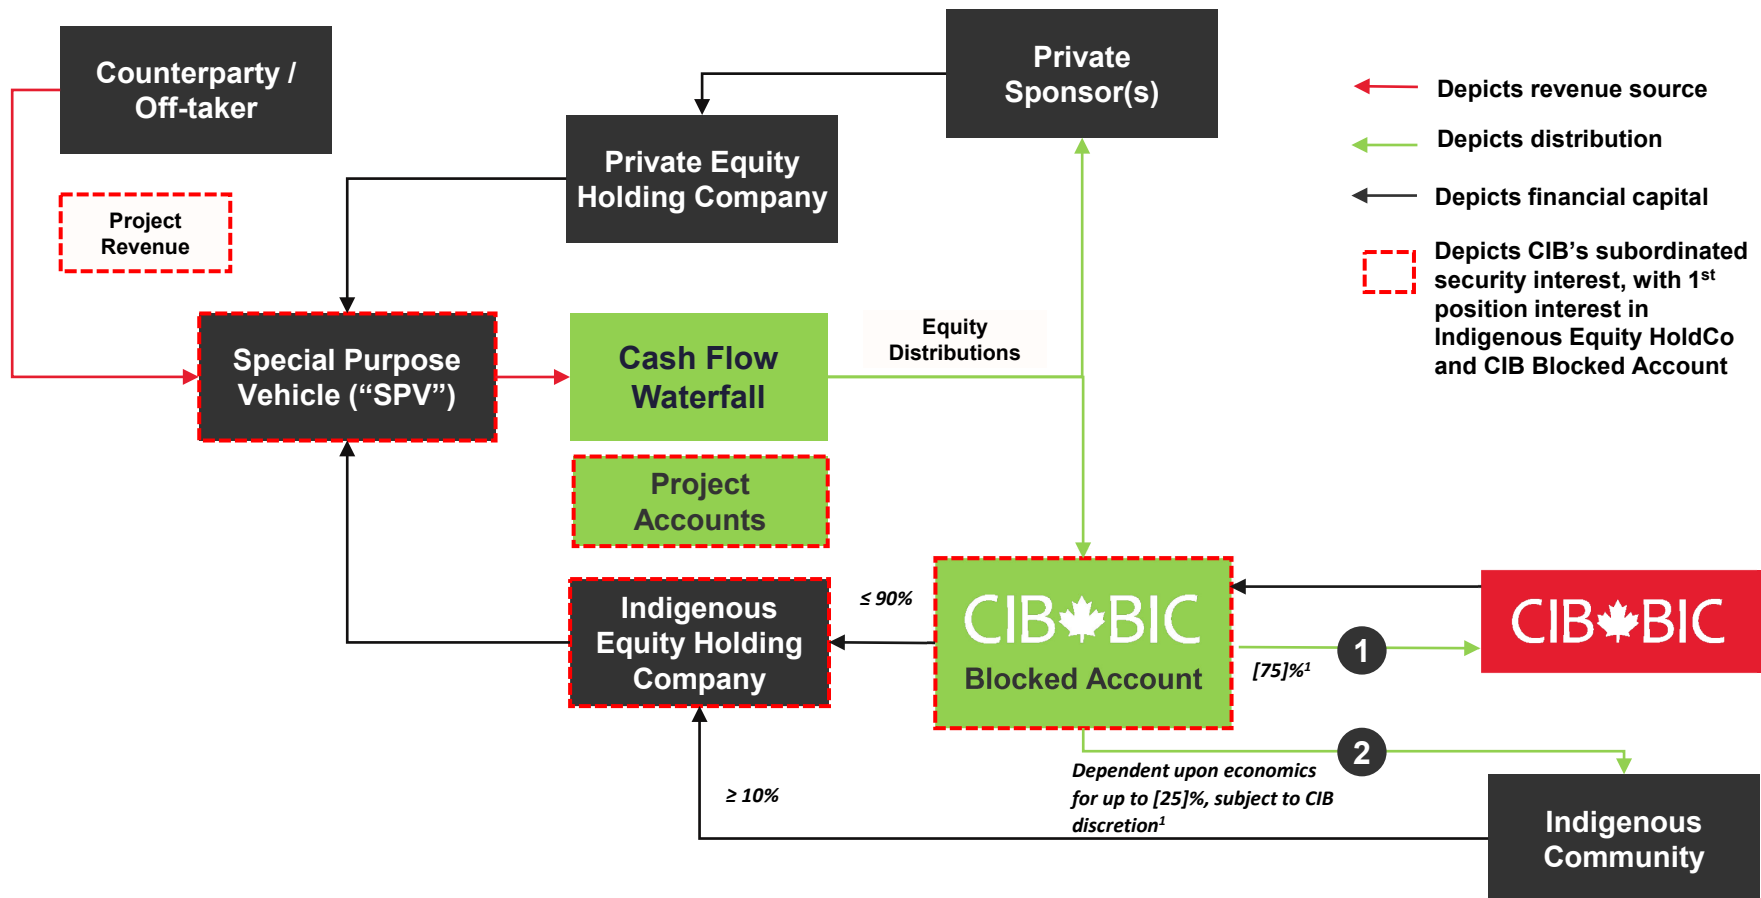 Counterparty /
Off-taker
Private
Sponsor(s)
Private Equity
Holding Company
Project
Revenue
Special Purpose
Vehicle (“SPV”)
Cash Flow
Waterfall
Equity
Distributions
Project
Accounts
Indigenous
Equity Holding
Company
≤ 90%
CIB BIC
Blocked Account
[75]%¹
1
CIB BIC
2
Dependent upon economics
for up to [25]%, subject to CIB
discretion¹
≥ 10%
Indigenous
Community
Depicts revenue source
Depicts distribution
Depicts financial capital
Depicts CIB’s subordinated
security interest, with 1st
position interest in
Indigenous Equity HoldCo
and CIB Blocked Account